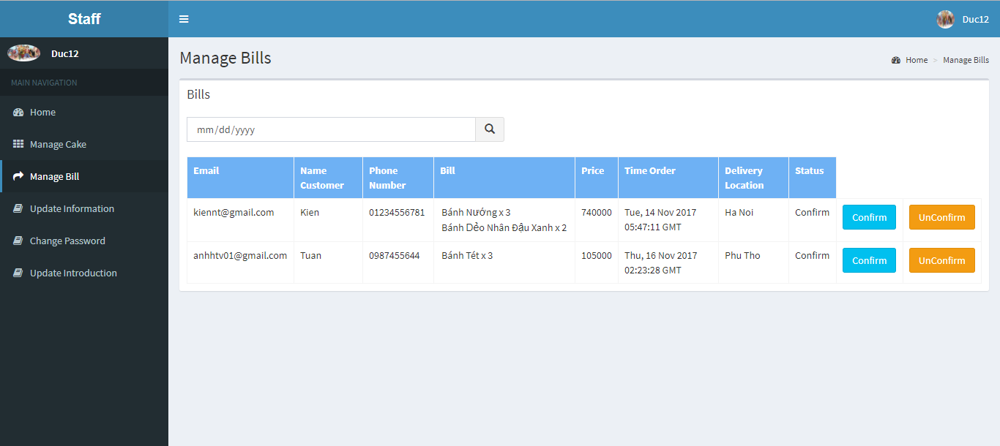 Staff
Duc12
Duc12
MAIN NAVIGATION
Home
Manage Cake
Manage Bill
Update Information
Change Password
Update Introduction
Manage Bills
Home > Manage Bills
Bills
mm/dd/yyyy
Email Name Customer Phone Number Bill Price Time Order Delivery Location Status
kiennt@gmail.com Kien 01234556781 Bánh Nướng x 3 740000 Tue, 14 Nov 2017 Ha Noi Confirm Confirm UnConfirm
Bánh Dẻo Nhân Đậu Xanh x 2 05:47:11 GMT
anhhtv01@gmail.com Tuan 0987455644 Bánh Tét x 3 105000 Thu, 16 Nov 2017 Phu Tho Confirm Confirm UnConfirm
02:23:28 GMT